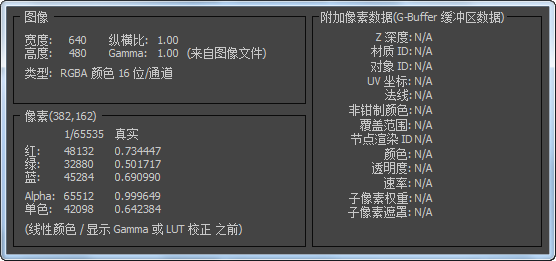 图像
宽度: 640 纵横比: 1.00
高度: 480 Gamma: 1.00 (来自图像文件)
类型: RGBA 颜色 16 位/通道
像素(382,162)
1/65535 真实
红: 48132 0.734447
绿: 32880 0.501717
蓝: 45284 0.690990
Alpha: 65512 0.999649
单色: 42098 0.642384
(线性颜色 / 显示 Gamma 或 LUT 校正 之前)
附加像素数据(G-Buffer 缓冲区数据)
Z 深度: N/A
材质 ID: N/A
对象 ID: N/A
UV 坐标: N/A
法线: N/A
非钳制颜色: N/A
覆盖范围: N/A
节点渲染 ID N/A
颜色: N/A
透明度: N/A
速率: N/A
子像素权重: N/A
子像素遮罩: N/A